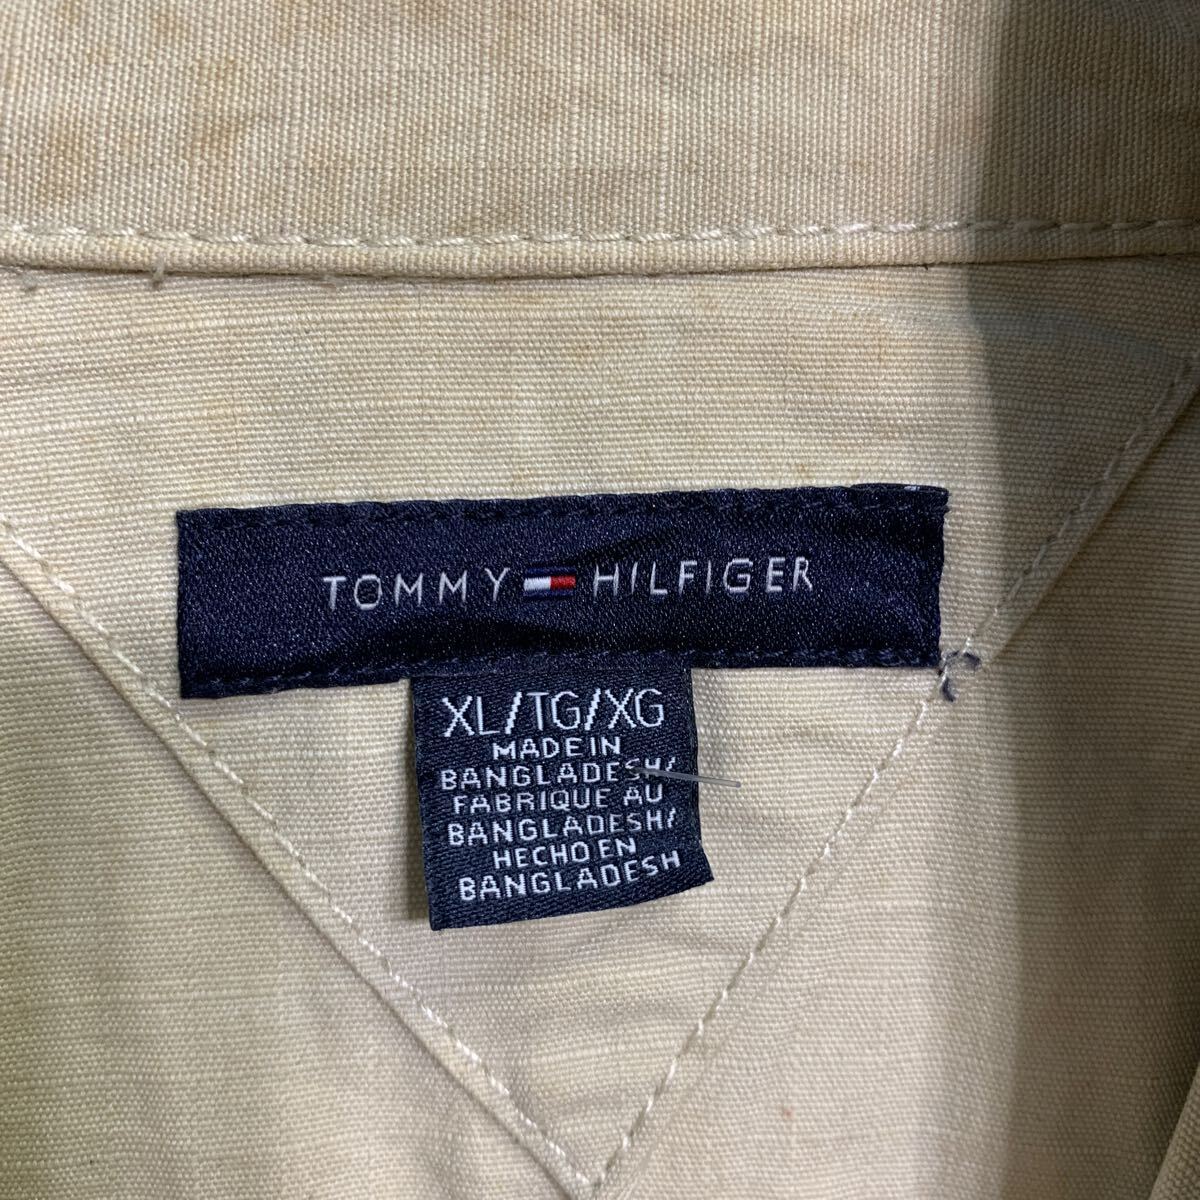 TOMMY HILFIGER
XL/TG/XG
MADE IN
BANGLADESH/
FABRIQUE AU
BANGLADESH/
HECHO EN
BANGLADESH